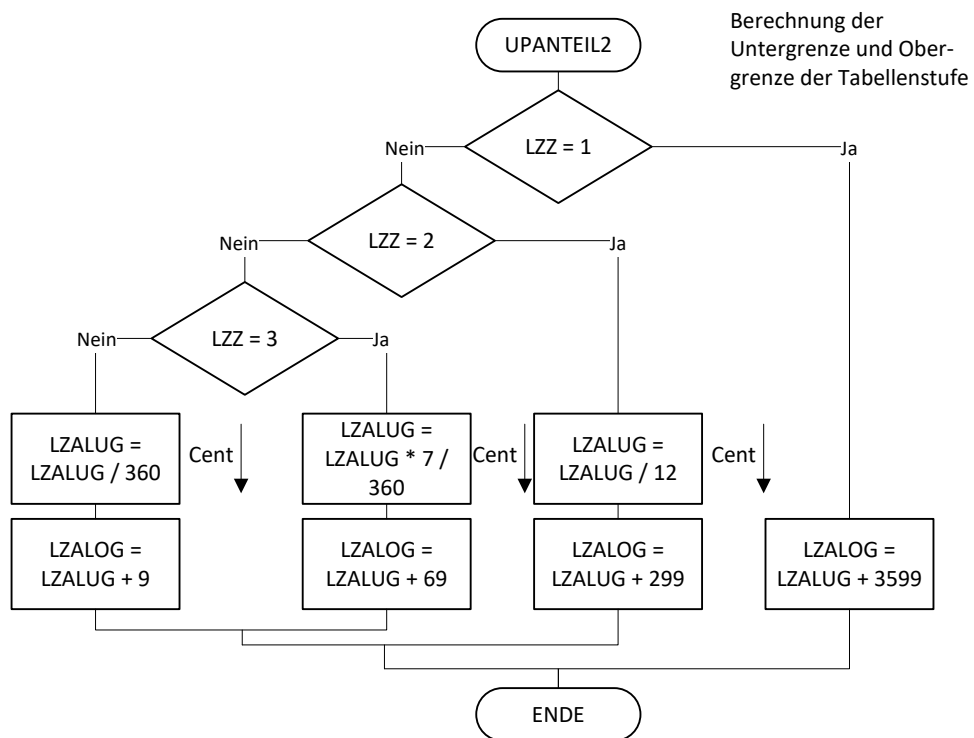 UPANTEIL2
Berechnung der
Untergrenze und Ober-
grenze der Tabellenstufe
LZZ = 1
Nein
Ja
LZZ = 2
Nein
Ja
LZZ = 3
Nein
Ja
LZALUG =
LZALUG / 360
Cent
LZALUG =
LZALUG * 7 /
360
Cent
LZALUG =
LZALUG / 12
Cent
LZALOG =
LZALUG + 9
LZALOG =
LZALUG + 69
LZALOG =
LZALUG + 299
LZALOG =
LZALUG + 3599
ENDE